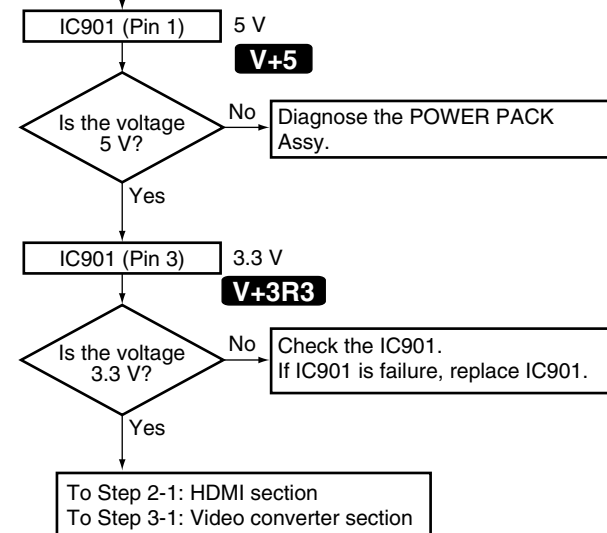 IC901 (Pin 1)
5 V
V+5
Is the voltage
5 V?
No
Diagnose the POWER PACK
Assy.
Yes
IC901 (Pin 3)
3.3 V
V+3R3
Is the voltage
3.3 V?
No
Check the IC901.
If IC901 is failure, replace IC901.
Yes
To Step 2-1: HDMI section
To Step 3-1: Video converter section